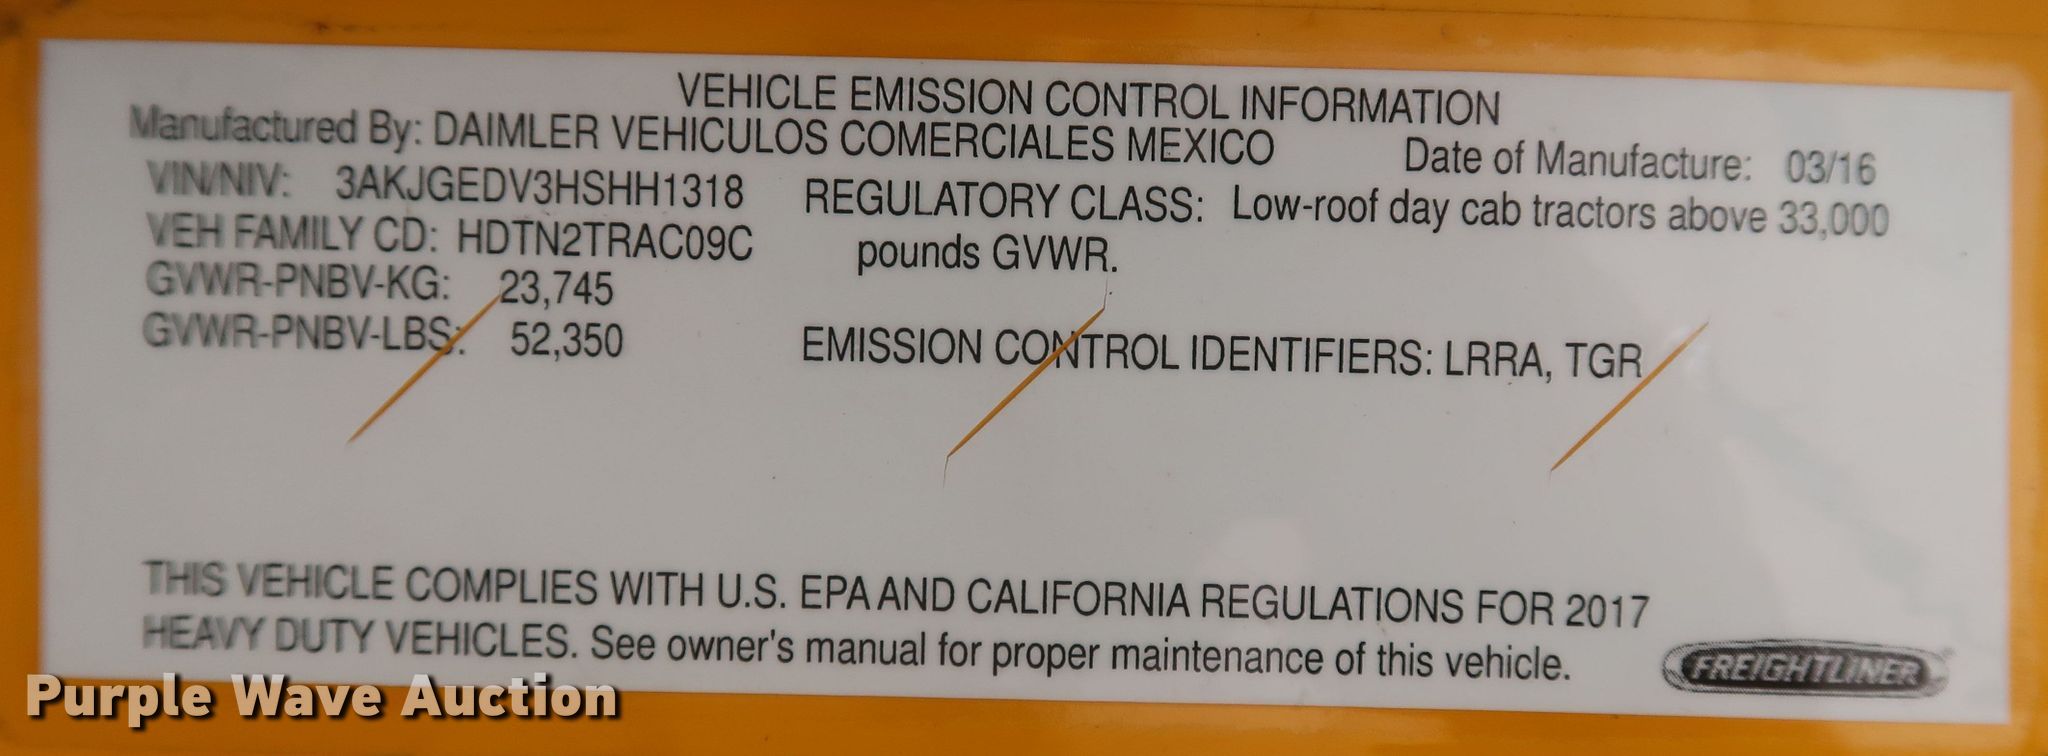 VEHICLE EMISSION CONTROL INFORMATION
Manufactured By: DAIMLER VEHICULOS COMERCIALES MEXICO Date of Manufacture: 03/16
VIN/NIV: 3AKJGEDV3HSHH1318 REGULATORY CLASS: Low-roof day cab tractors above 33,000
VEH FAMILY CD: HDTN2TRAC09C pounds GVWR.
GVWR-PNBV-KG: 23,745
GVWR-PNBV-LBS: 52,350 EMISSION CONTROL IDENTIFIERS: LRRA, TGR
THIS VEHICLE COMPLIES WITH U.S. EPA AND CALIFORNIA REGULATIONS FOR 2017
HEAVY DUTY VEHICLES. See owner's manual for proper maintenance of this vehicle.
FREIGHTLINER
Purple Wave Auction